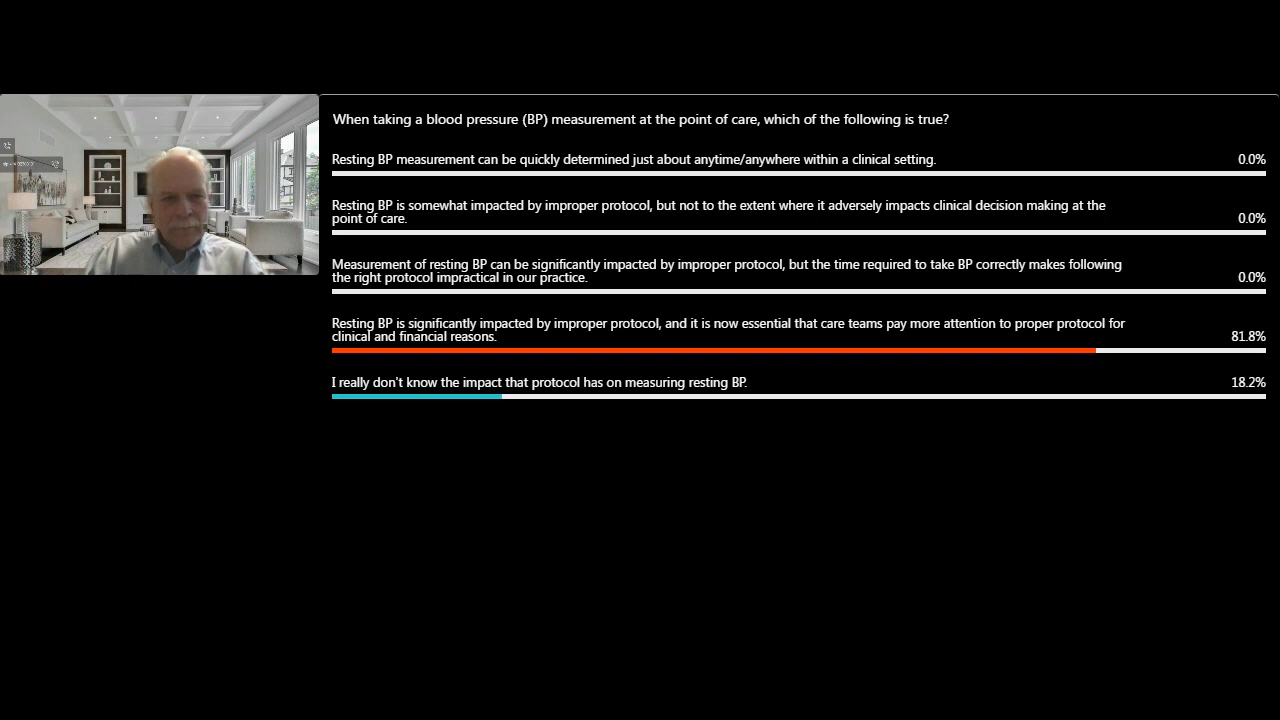 When taking a blood pressure (BP) measurement at the point of care, which of the following is true?
Resting BP measurement can be quickly determined just about anytime/anywhere within a clinical setting.
0.0%
Resting BP is somewhat impacted by improper protocol, but not to the extent where it adversely impacts clinical decision making at the
point of care.
0.0%
Measurement of resting BP can be significantly impacted by improper protocol, but the time required to take BP correctly makes following
the right protocol impractical in our practice.
0.0%
Resting BP is significantly impacted by improper protocol, and it is now essential that care teams pay more attention to proper protocol for
clinical and financial reasons.
81.8%
I really don't know the impact that protocol has on measuring resting BP.
18.2%